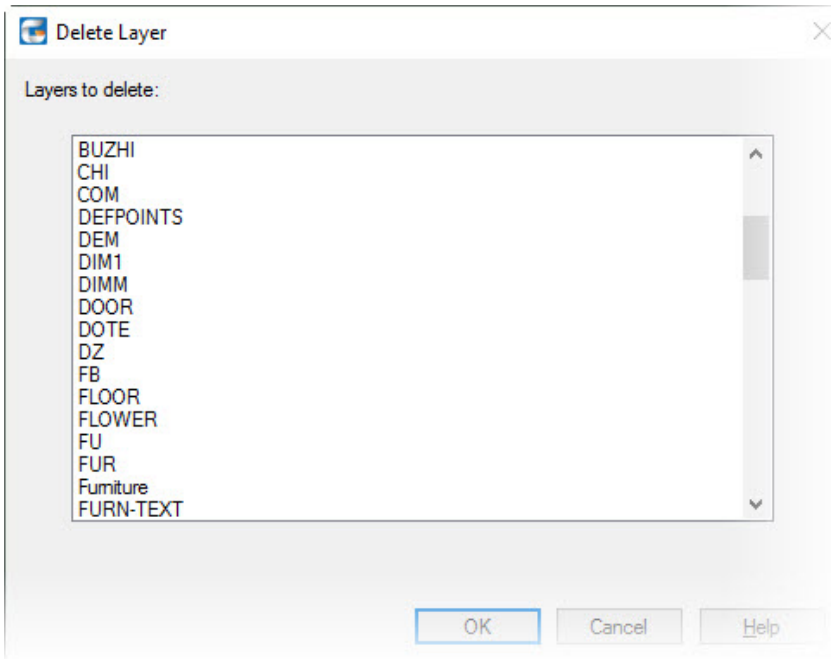 Delete Layer
Layers to delete:
BUZHI
CHI
COM
DEFPOINTS
DEM
DIM1
DIMM
DOOR
DOTE
DZ
FB
FLOOR
FLOWER
FU
FUR
Furniture
FURN-TEXT
OK Cancel Help